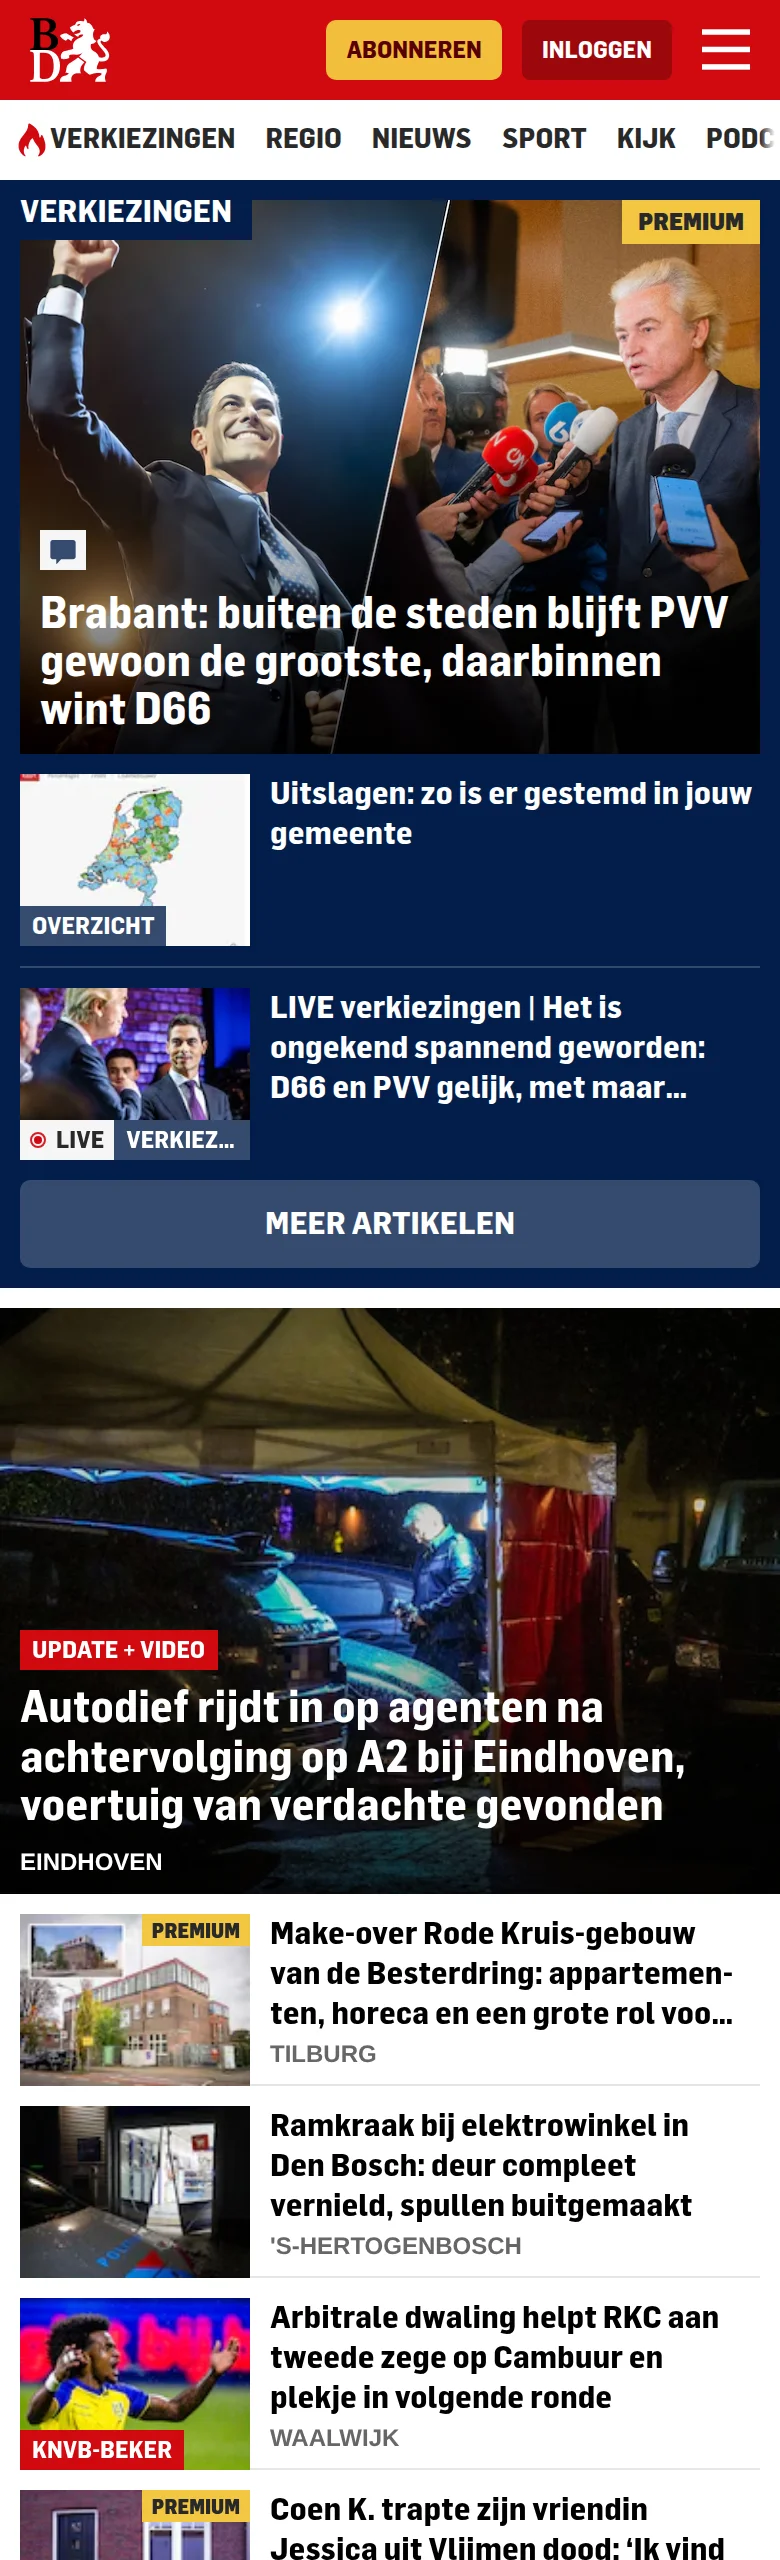 BD
ABONNEREN
INLOGGEN
VERKIEZINGEN REGIO NIEUWS SPORT KIJK PODC
VERKIEZINGEN
PREMIUM
Brabant: buiten de steden blijft PVV
gewoon de grootste, daarbinnen
wint D66
Uitslagen: zo is er gestemd in jouw
gemeente
OVERZICHT
LIVE verkiezingen | Het is
ongekend spannend geworden:
D66 en PVV gelijk, met maar...
LIVE VERKIEZ...
MEER ARTIKELEN
UPDATE + VIDEO
Autodief rijdt in op agenten na
achtervolging op A2 bij Eindhoven,
voertuig van verdachte gevonden
EINDHOVEN
PREMIUM
Make-over Rode Kruis-gebouw
van de Besterdring: appartemen-
ten, horeca en een grote rol voo...
TILBURG
Ramkraak bij elektrowinkel in
Den Bosch: deur compleet
vernield, spullen buitgemaakt
'S-HERTOGENBOSCH
Arbitrale dwaling helpt RKC aan
tweede zege op Cambuur en
plekje in volgende ronde
KNVB-BEKER
WAALWIJK
PREMIUM
Coen K. trapte zijn vriendin
Jessica uit Vlijmen dood: ‘Ik vind